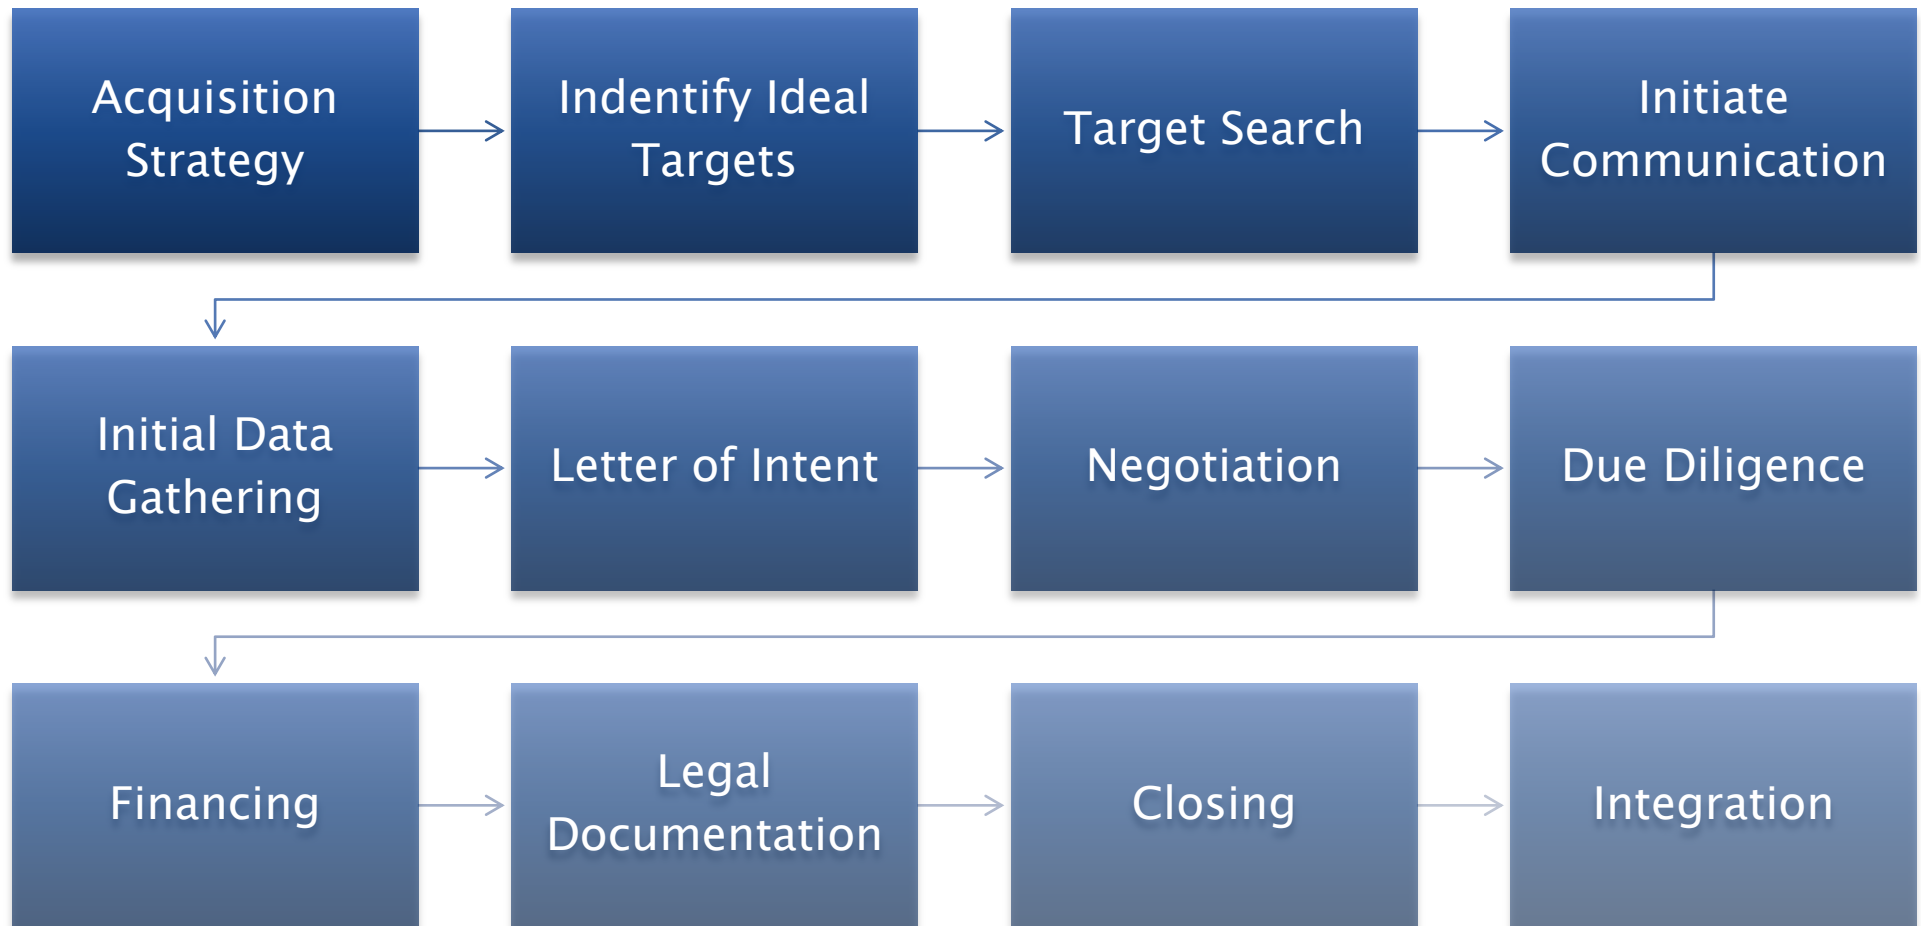 Acquisition
Strategy
Indentify Ideal
Targets
Target Search
Initiate
Communication
Initial Data
Gathering
Letter of Intent
Negotiation
Due Diligence
Financing
Legal
Documentation
Closing
Integration